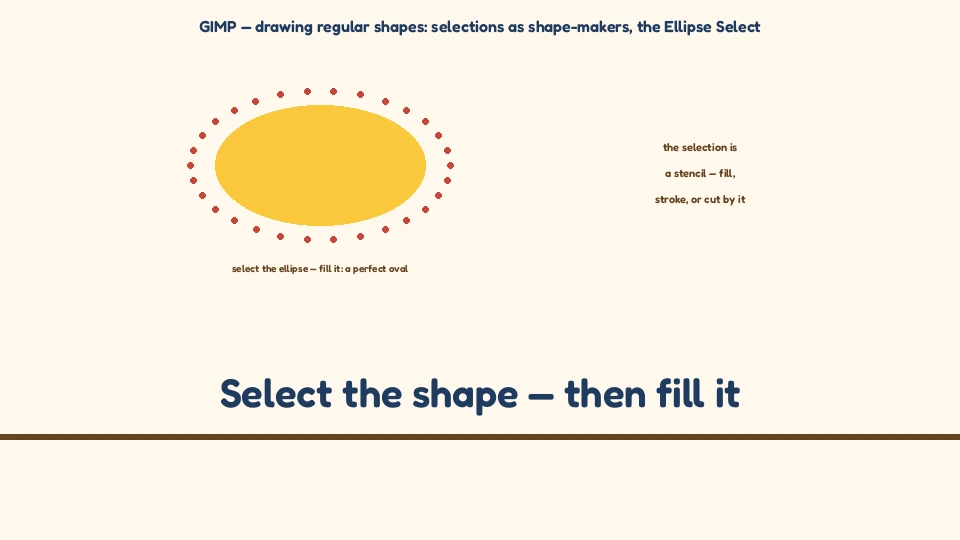 GIMP — drawing regular shapes: selections as shape-makers, the Ellipse Select
the selection is
a stencil — fill,
stroke, or cut by it
select the ellipse — fill it: a perfect oval
Select the shape — then fill it